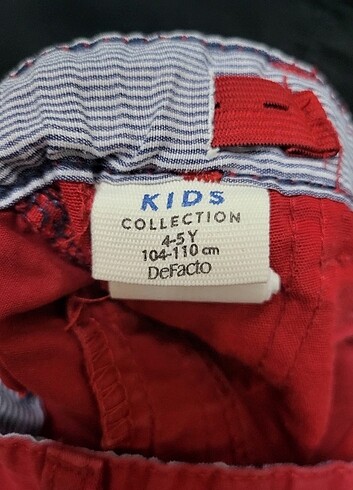 KIDS
COLLECTION
4-5 Y
104-110 cm
DeFacto